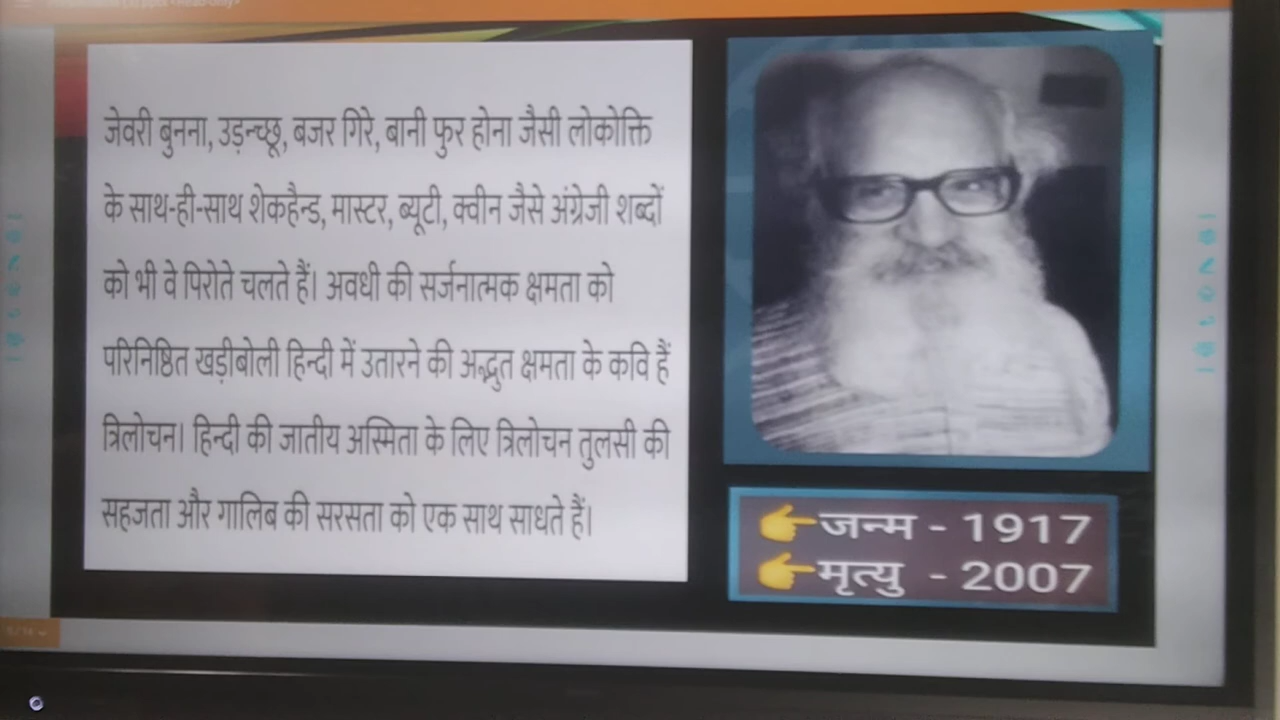 जेवरी बुनना, उड़न्च्छू, बजर गिरे, बानी फुर होना जैसी लोकोक्ति
के साथ-ही-साथ शेकहैन्ड, मास्टर, ब्यूटी, क्वीन जैसे अंग्रेजी शब्दों
को भी वे पिरोते चलते हैं। अवधी की सर्जनात्मक क्षमता को
परिनिष्ठित खड़ीबोली हिन्दी में उतारने की अद्भुत क्षमता के कवि हैं
त्रिलोचन। हिन्दी की जातीय अस्मिता के लिए त्रिलोचन तुलसी की
सहजता और गालिब की सरसता को एक साथ साधते हैं।
👉जन्म - 1917
👉मृत्यु - 2007